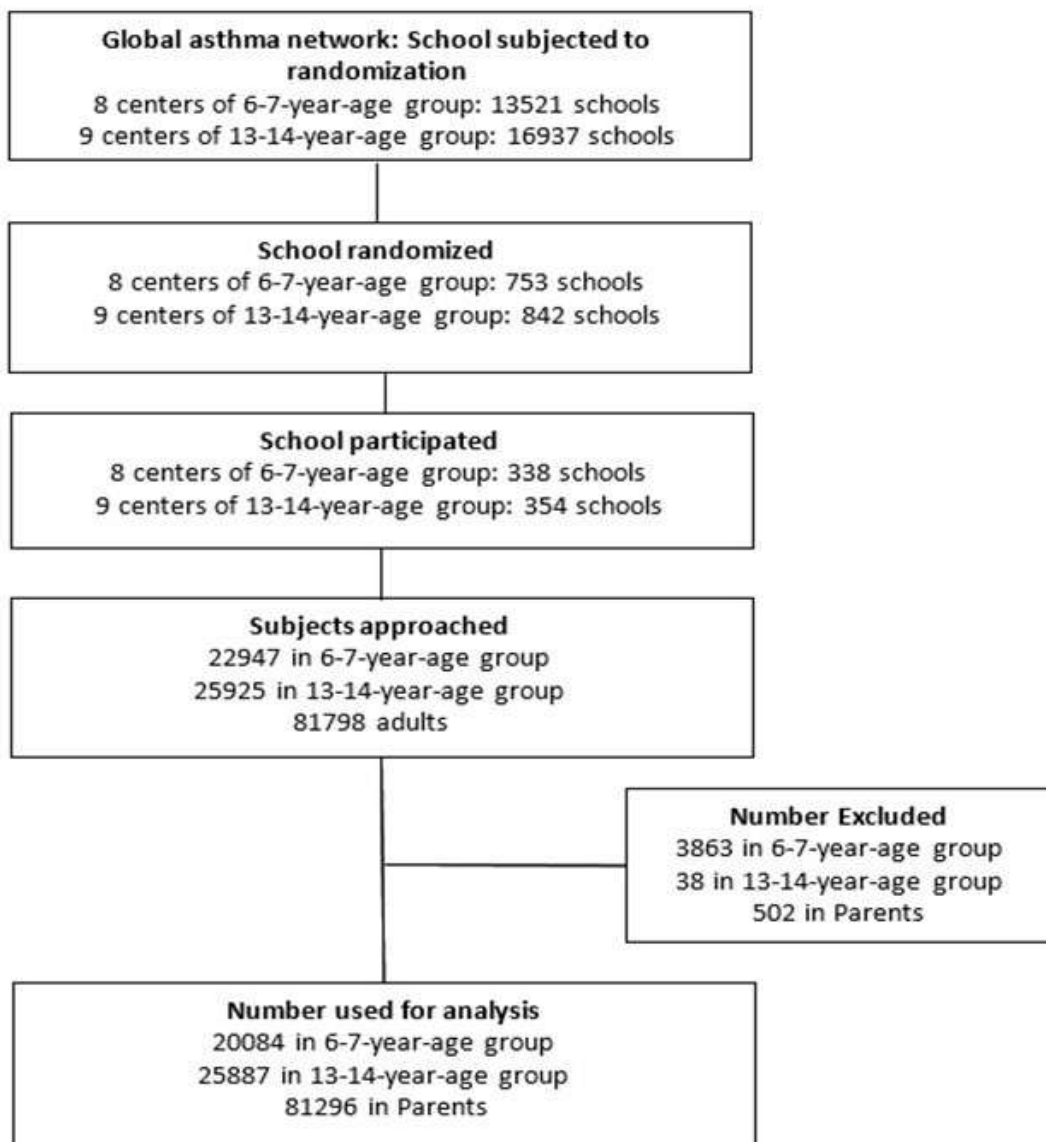 Global asthma network: School subjected to
randomization
8 centers of 6-7-year-age group: 13521 schools
9 centers of 13-14-year-age group: 16937 schools
School randomized
8 centers of 6-7-year-age group: 753 schools
9 centers of 13-14-year-age group: 842 schools
School participated
8 centers of 6-7-year-age group: 338 schools
9 centers of 13-14-year-age group: 354 schools
Subjects approached
22947 in 6-7-year-age group
25925 in 13-14-year-age group
81798 adults
Number Excluded
3863 in 6-7-year-age group
38 in 13-14-year-age group
502 in Parents
Number used for analysis
20084 in 6-7-year-age group
25887 in 13-14-year-age group
81296 in Parents